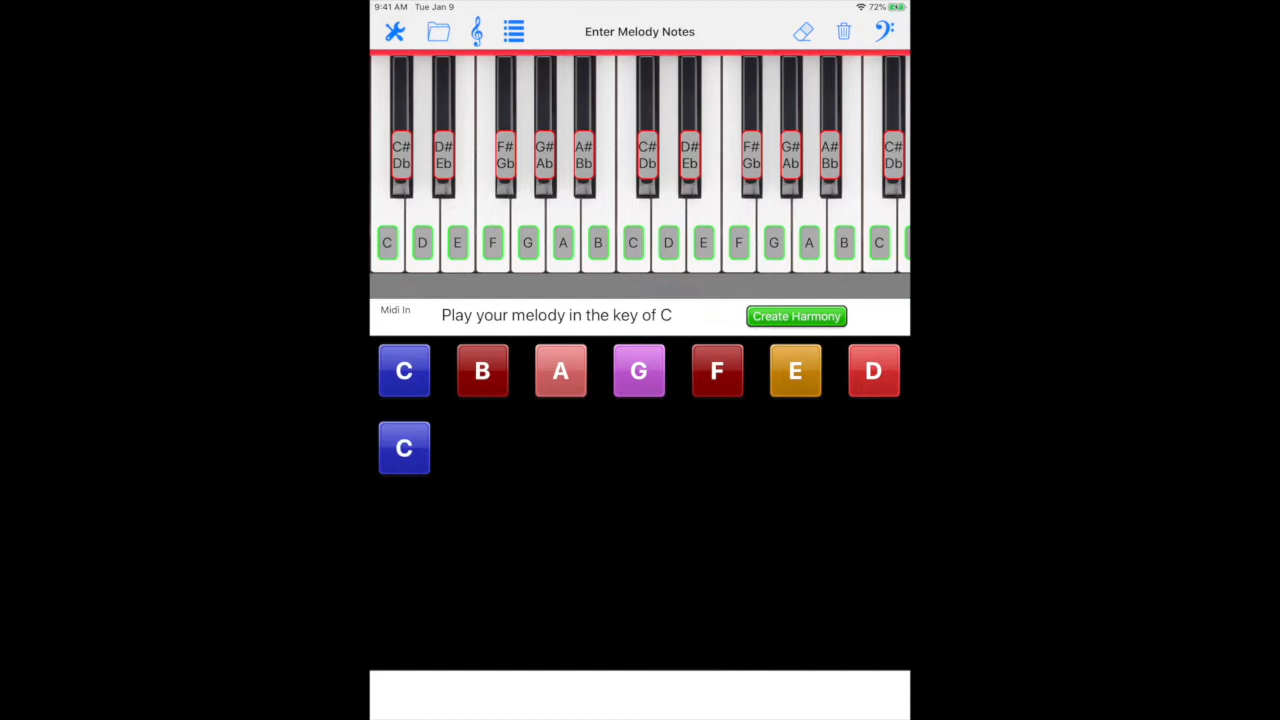 9:41 AM Tue Jan 9 72%
Enter Melody Notes
C# D# F# G# A# C# D# F# G# A# C#
Db Eb Gb Ab Bb Db Eb Gb Ab Bb Db
C D E F G A B C D E F G A B C
Midi In Play your melody in the key of C Create Harmony
C B A G F E D
C